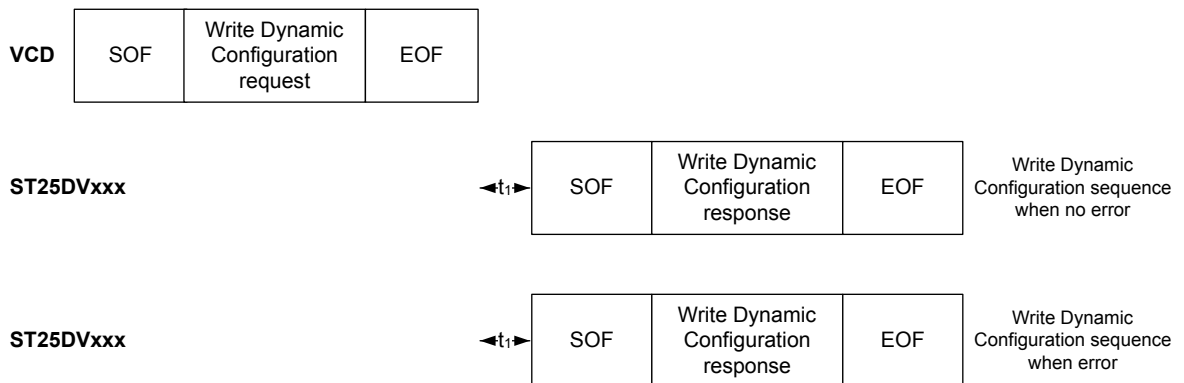 Write Dynamic
VCD SOF Configuration EOF
request
Write Dynamic Write Dynamic
ST25DVxxx t1 SOF Configuration EOF Configuration sequence
response when no error
Write Dynamic Write Dynamic
ST25DVxxx t1 SOF Configuration EOF Configuration sequence
response when error